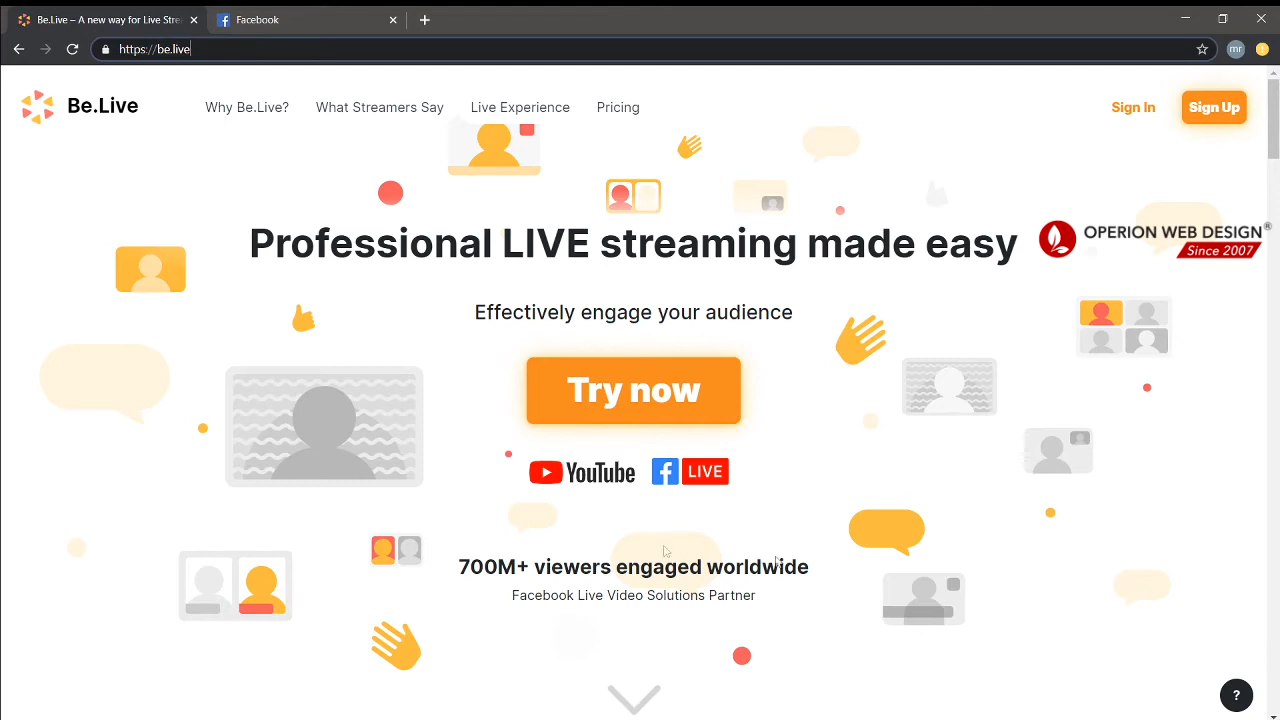 Be.Live – A new way for Live Stre
Facebook
https://be.live
mr
Be.Live
Why Be.Live?
What Streamers Say
Live Experience
Pricing
Sign In
Sign Up
Professional LIVE streaming made easy
OPERION WEB DESIGN®
Since 2007
Effectively engage your audience
Try now
YouTube
LIVE
700M+ viewers engaged worldwide
Facebook Live Video Solutions Partner
?